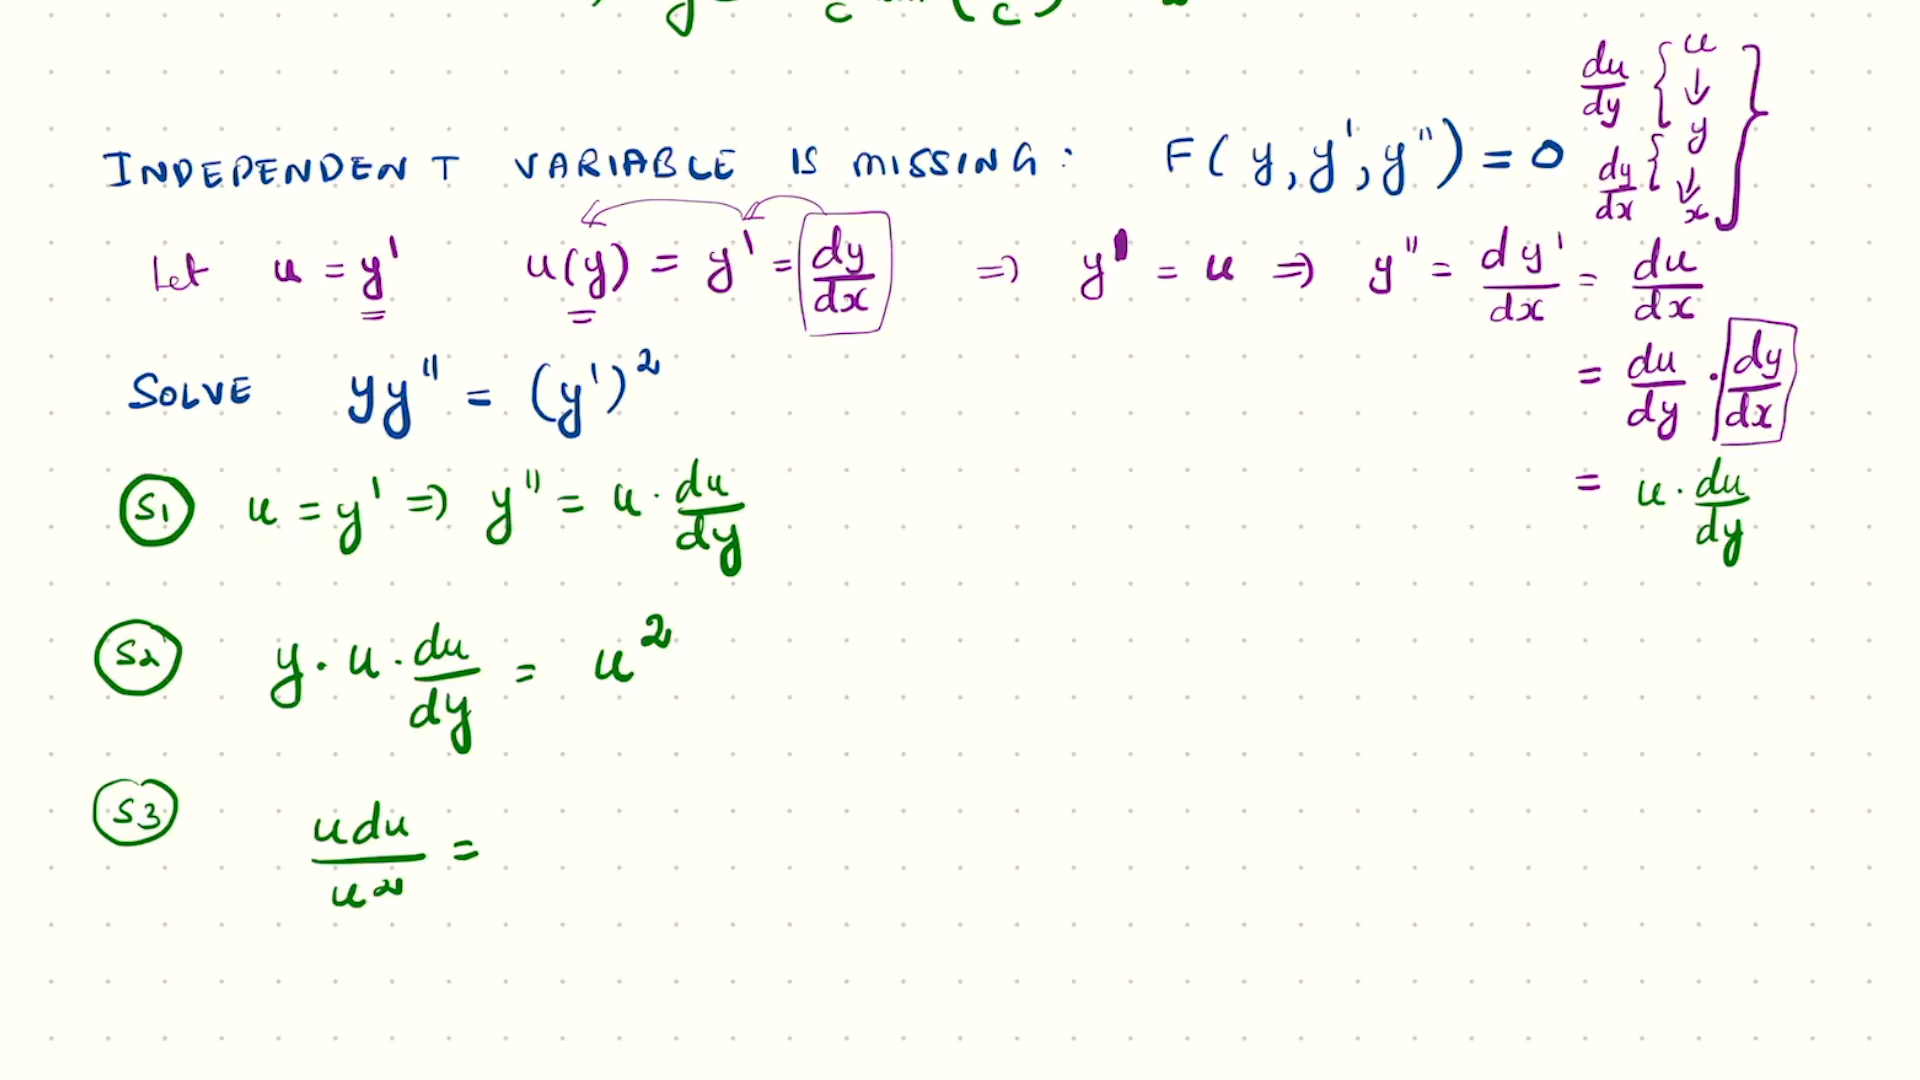 INDEPENDENT VARIABLE IS MISSING: F(y, y', y") = 0
du/dy { u ↓ y
dy/dx { ↓ x }
Let u = y' u(y) = y' = dy/dx ⇒ y' = u ⇒ y" = dy'/dx = du/dx
= du/dy · dy/dx
= u · du/dy
SOLVE yy" = (y')²
S1 u = y' ⇒ y" = u · du/dy
S2 y · u · du/dy = u²
S3 u du/u² =